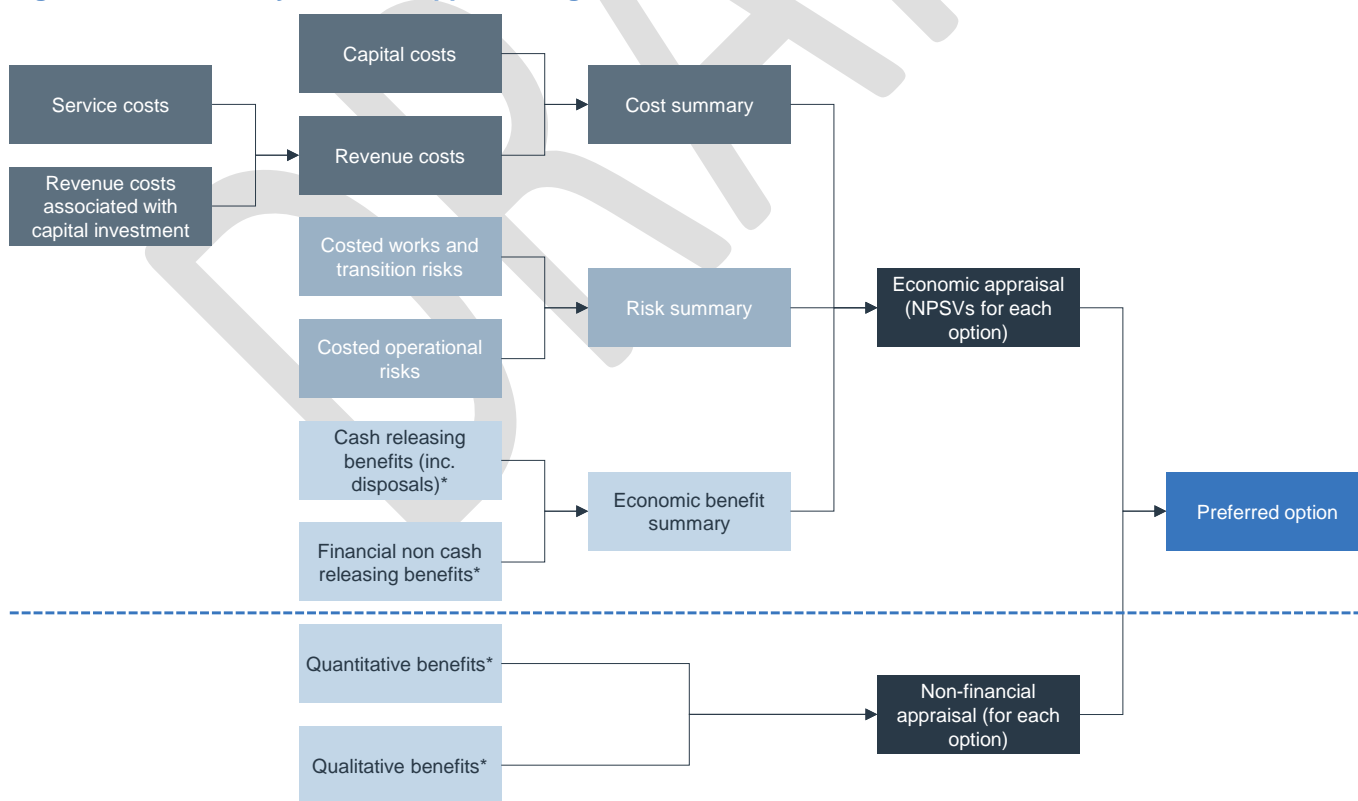 Capital costs
Service costs
Cost summary
Revenue costs
Revenue costs
associated with
capital investment
Costed works and
transition risks
Economic appraisal
(NPSVs for each
option)
Risk summary
Costed operational
risks
Cash releasing
benefits (inc.
disposals)*
Economic benefit
summary
Preferred option
Financial non cash
releasing benefits*
Quantitative benefits*
Non-financial
appraisal (for each
option)
Qualitative benefits*